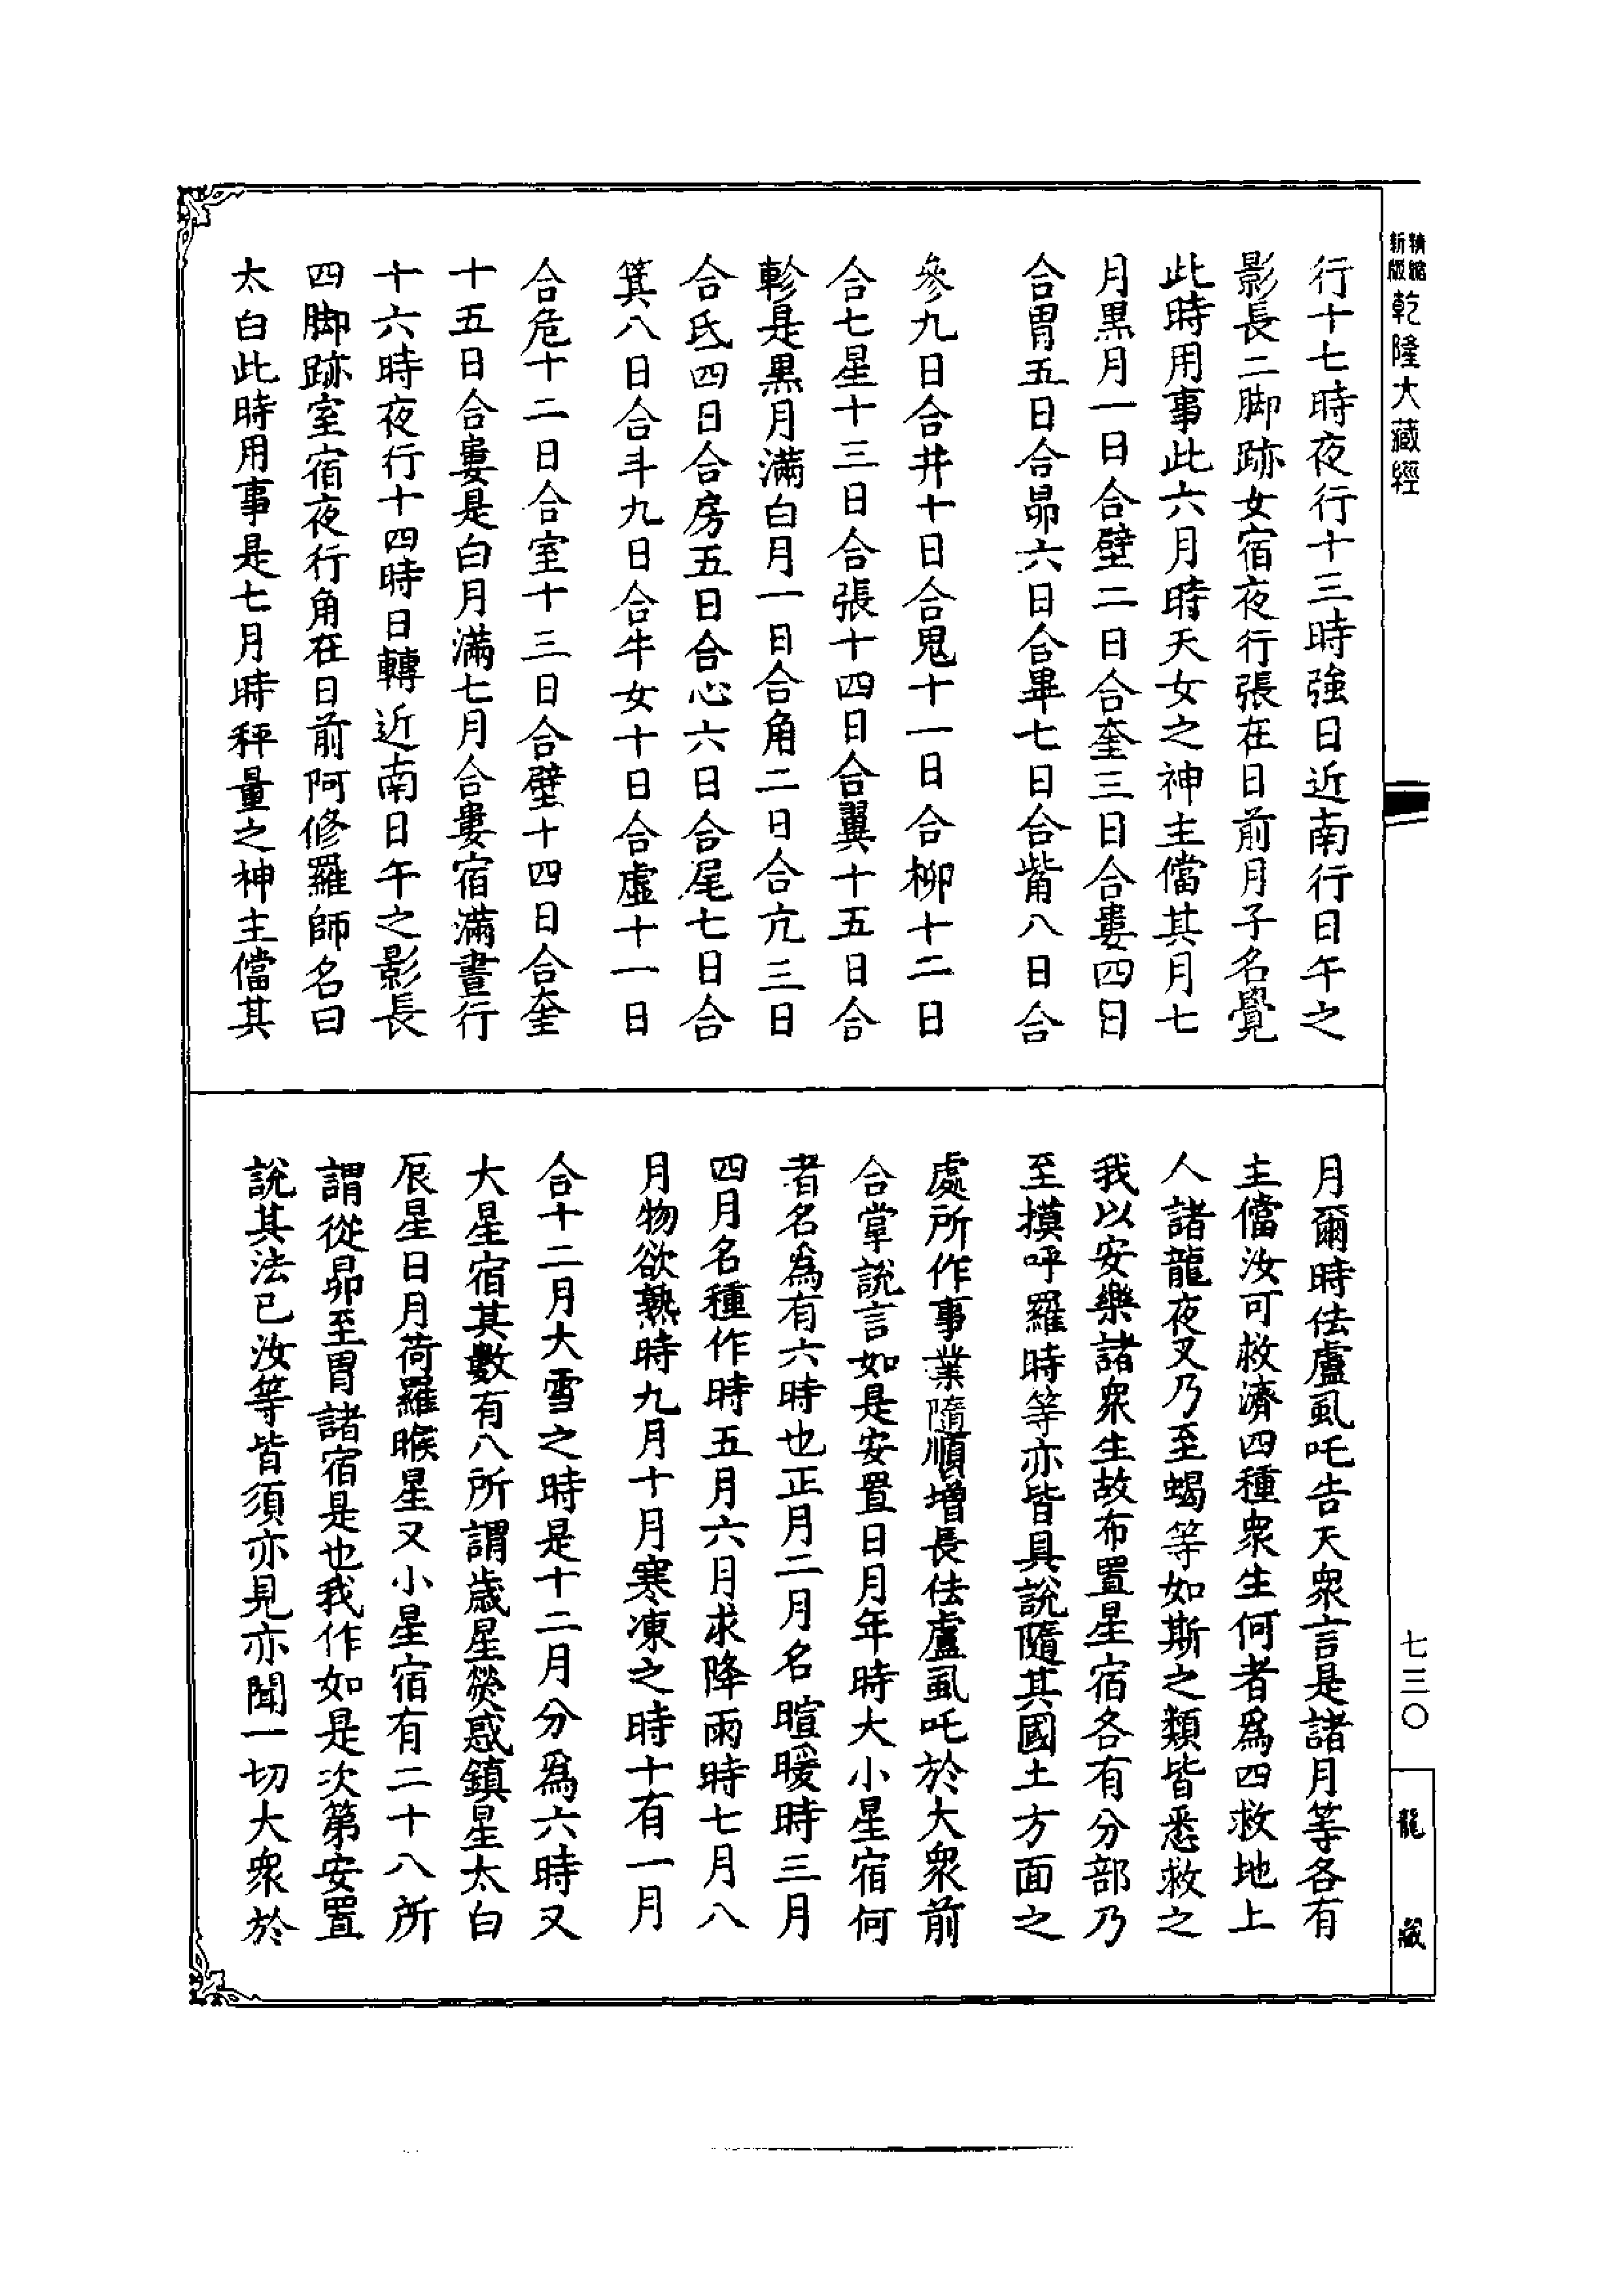 精縮
新版
乾隆大藏經
行十七時夜行十三時強日近南行日午之
影長二脚跡女宿夜行張在日前月子名覺
此時用事此六月時天女之神主儅其月七
月黒月一日合壁二日合奎三日合婁四日
合胃五日合昴六日合畢七日合觜八日合
參九日合井十日合鬼十一日合柳十二日
合七星十三日合張十四日合翼十五日合
軫是黒月滿白月一日合角二日合亢三日
合氐四日合房五日合心六日合尾七日合
箕八日合斗九日合牛女十日合虛十一日
合危十二日合室十三日合壁十四日合奎
十五日合婁是白月滿七月合婁宿滿晝行
十六時夜行十四時日轉近南日午之影長
四脚跡室宿夜行角在日前阿修羅師名曰
太白此時用事是七月時秤量之神主儅其
月爾時佉盧虱吒告天衆言是諸月等各有
主儅汝可救濟四種衆生何者爲四救地上
人諸龍夜叉乃至蝎等如斯之類皆悉救之
我以安樂諸衆生故布置星宿各有分部乃
至摸呼羅時等亦皆具說隨其國土方面之
處所作事業隨順增長佉盧虱吒於大衆前
合掌說言如是安置日月年時大小星宿何
者名爲有六時也正月二月名暄暖時三月
四月名種作時五月六月求降雨時七月八
月物欲熟時九月十月寒凍之時十有一月
合十二月大雪之時是十二月分爲六時又
大星宿其數有八所謂歲星熒惑鎮星太白
辰星日月荷羅睺星又小星宿有二十八所
謂從昴至胃諸宿是也我作如是次第安置
說其法已汝等皆須亦見亦聞一切大衆於
七三〇
龍藏